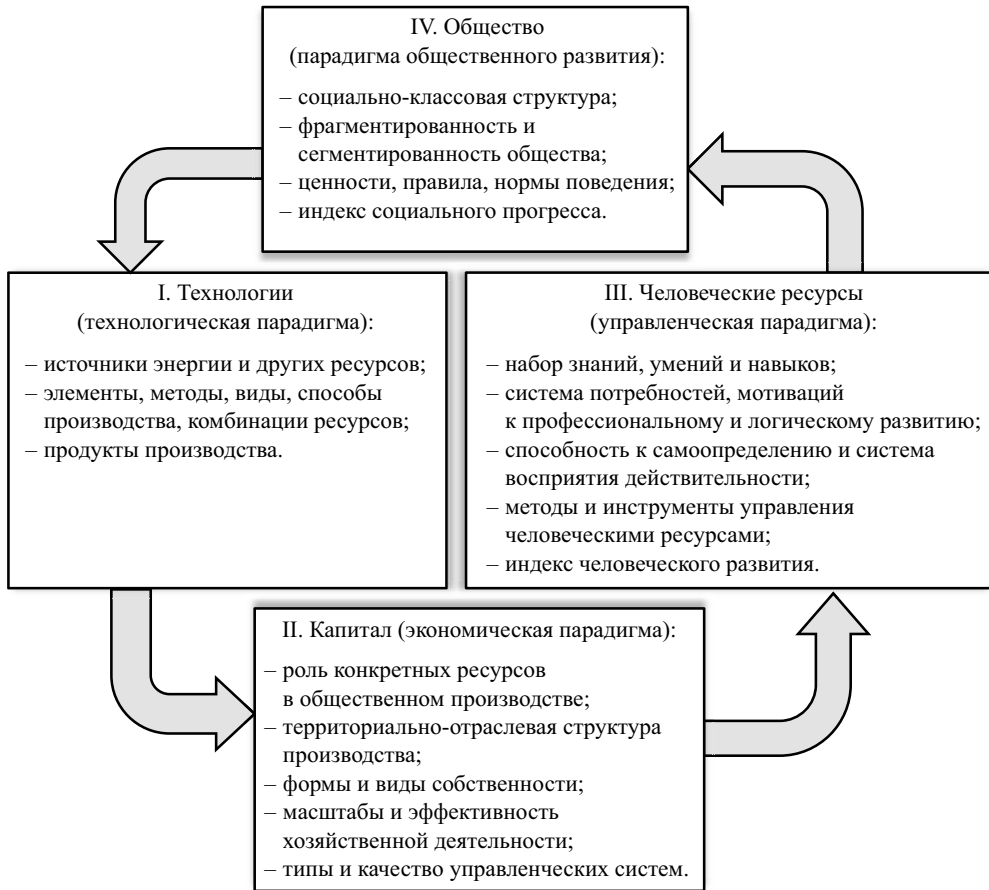 IV. Общество
(парадигма общественного развития):
– социально-классовая структура;
– фрагментированность и
сегментированность общества;
– ценности, правила, нормы поведения;
– индекс социального прогресса.
I. Технологии
(технологическая парадигма):
– источники энергии и других ресурсов;
– элементы, методы, виды, способы
производства, комбинации ресурсов;
– продукты производства.
III. Человеческие ресурсы
(управленческая парадигма):
– набор знаний, умений и навыков;
– система потребностей, мотиваций
к профессиональному и логическому развитию;
– способность к самоопределению и система
восприятия действительности;
– методы и инструменты управления
человеческими ресурсами;
– индекс человеческого развития.
II. Капитал (экономическая парадигма):
– роль конкретных ресурсов
в общественном производстве;
– территориально-отраслевая структура
производства;
– формы и виды собственности;
– масштабы и эффективность
хозяйственной деятельности;
– типы и качество управленческих систем.